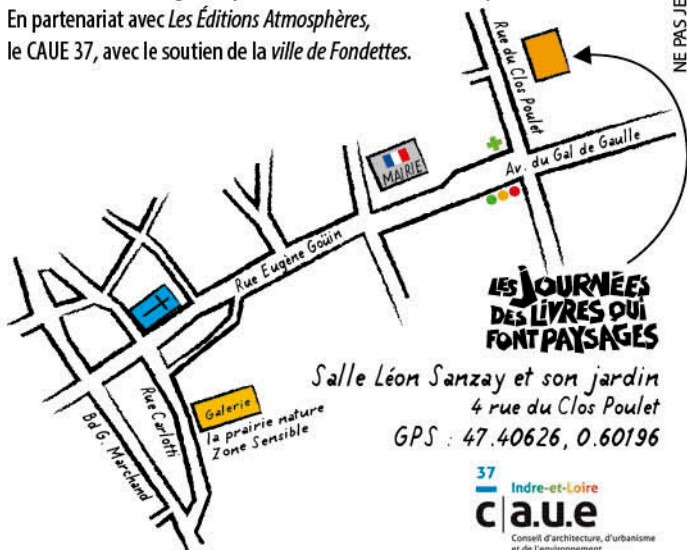 En partenariat avec Les Éditions Atmosphères,
le CAUE 37, avec le soutien de la ville de Fondettes.
NE PAS JE
Rue du Clos Poulet
MAIRIE
Av. du Gal de Gaulle
Rue Eugène Goüin
LES JOURNÉES
DES LIVRES QUI
FONT PAYSAGES
Salle Léon Sanzay et son jardin
4 rue du Clos Poulet
GPS : 47.40626, 0.60196
Galerie
la prairie nature
Zone Sensible
Rue Carlotti
Bd G. Marchand
37
Indre-et-Loire
c|a.u.e
Conseil d'architecture, d'urbanisme
et de l'environnement